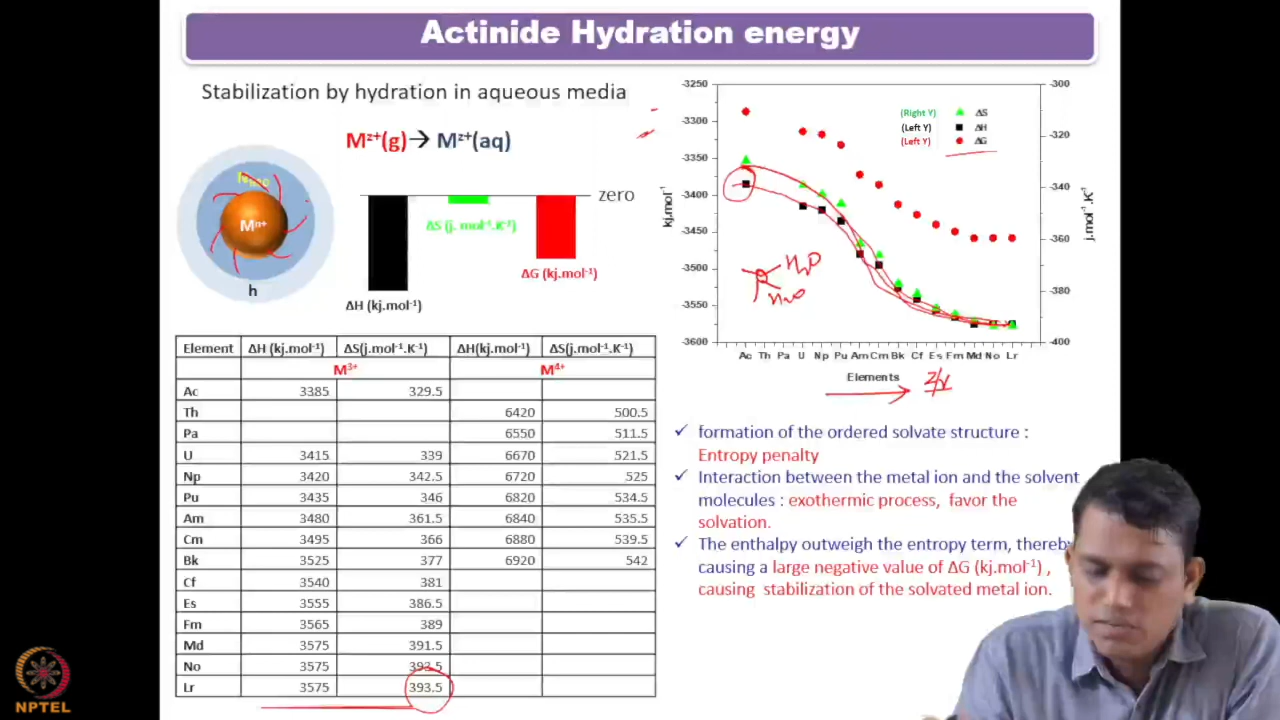 Actinide Hydration energy
Stabilization by hydration in aqueous media
Mᶻ⁺(g)→ Mᶻ⁺(aq)
Mⁿ⁺
h
zero
ΔS (j. mol⁻¹·K⁻¹)
ΔG (kj.mol⁻¹)
ΔH (kj.mol⁻¹)
Element ΔH (kj.mol⁻¹) ΔS(j.mol⁻¹.K⁻¹) ΔH(kj.mol⁻¹) ΔS(j.mol⁻¹.K⁻¹)
M³⁺ M⁴⁺
Ac 3385 329.5
Th 6420 500.5
Pa 6550 511.5
U 3415 339 6670 521.5
Np 3420 342.5 6720 525
Pu 3435 346 6820 534.5
Am 3480 361.5 6840 535.5
Cm 3495 366 6880 539.5
Bk 3525 377 6920 542
Cf 3540 381
Es 3555 386.5
Fm 3565 389
Md 3575 391.5
No 3575 392.5
Lr 3575 393.5
-3250
-3300
-3350
-3400
-3450
-3500
-3550
-3600
kj.mol⁻¹
(Right Y) ΔS
(Left Y) ΔH
(Left Y) ΔG
-300
-320
-340
-360
-380
-400
j.mol⁻¹.K⁻¹
H₂O
H₂O
Ac Th Pa U Np Pu Am Cm Bk Cf Es Fm Md No Lr
Elements
✓ formation of the ordered solvate structure :
Entropy penalty
✓ Interaction between the metal ion and the solvent
molecules : exothermic process, favor the
solvation.
✓ The enthalpy outweigh the entropy term, thereby
causing a large negative value of ΔG (kj.mol⁻¹) ,
causing stabilization of the solvated metal ion.
NPTEL